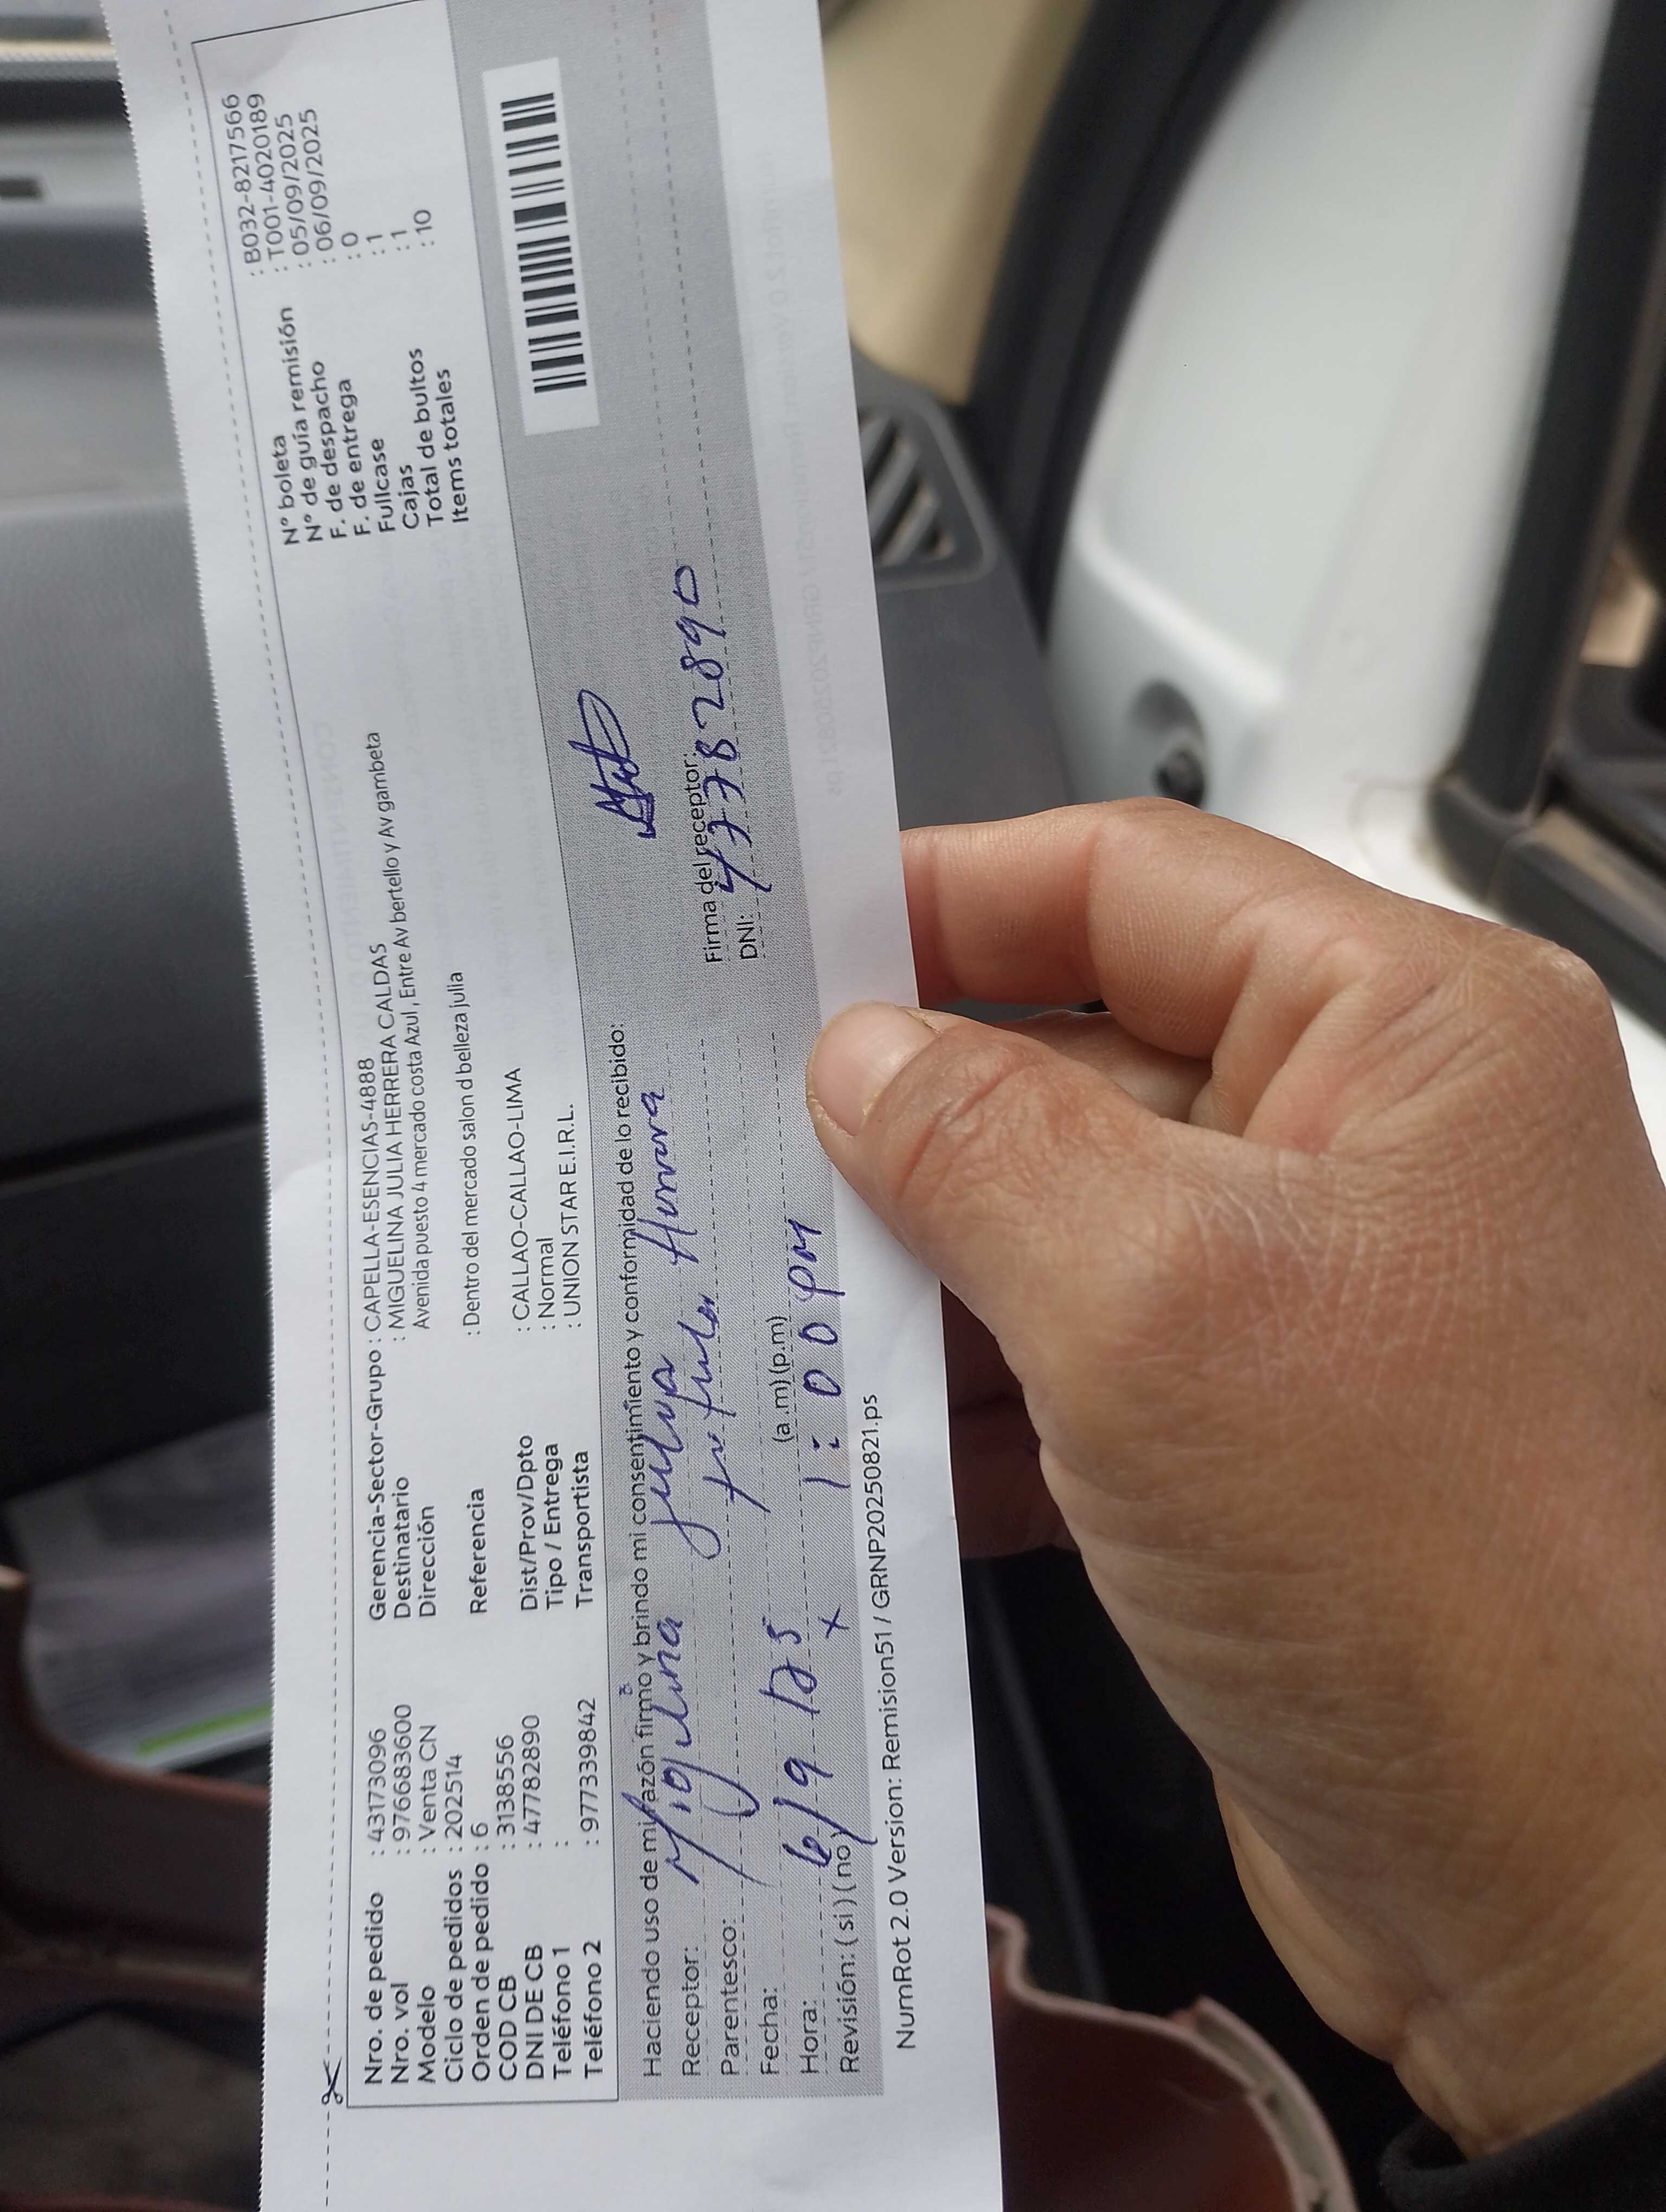 Nro. de pedido : 43173096
Nro. vol : 976683600
Modelo : Venta CN
Ciclo de pedidos : 202514
Orden de pedido : 6
COD CB : 3138556
DNI DE CB : 47782890
Teléfono 1 :
Teléfono 2 : 977339842
Gerencia-Sector-Grupo : CAPELLA-ESENCIAS-4888
Destinatario : MIGUELINA JULIA HERRERA CALDAS
Dirección Avenida puesto 4 mercado costa Azul , Entre Av bertello y Av gambeta
Referencia : Dentro del mercado salon d belleza julia
Dist/Prov/Dpto : CALLAO-CALLAO-LIMA
Tipo / Entrega : Normal
Transportista : UNION STAR E.I.R.L.
N° boleta : B032-8217566
N° de guía remisión : T001-4020189
F. de despacho : 05/09/2025
F. de entrega : 06/09/2025
Fullcase : 0
Cajas : 1
Total de bultos : 1
Items totales : 10
Haciendo uso de mi razón firmo y brindo mi consentimiento y conformidad de lo recibido:
Receptor: Herrera
Parentesco:
Firma del receptor:
Fecha: 6/9/25 (a .m) (p.m)
DNI: 47782890
Hora: 1:00 PM
Revisión: ( si ) ( no ) x
NumRot 2.0 Version: Remision51 / GRNP20250821.ps